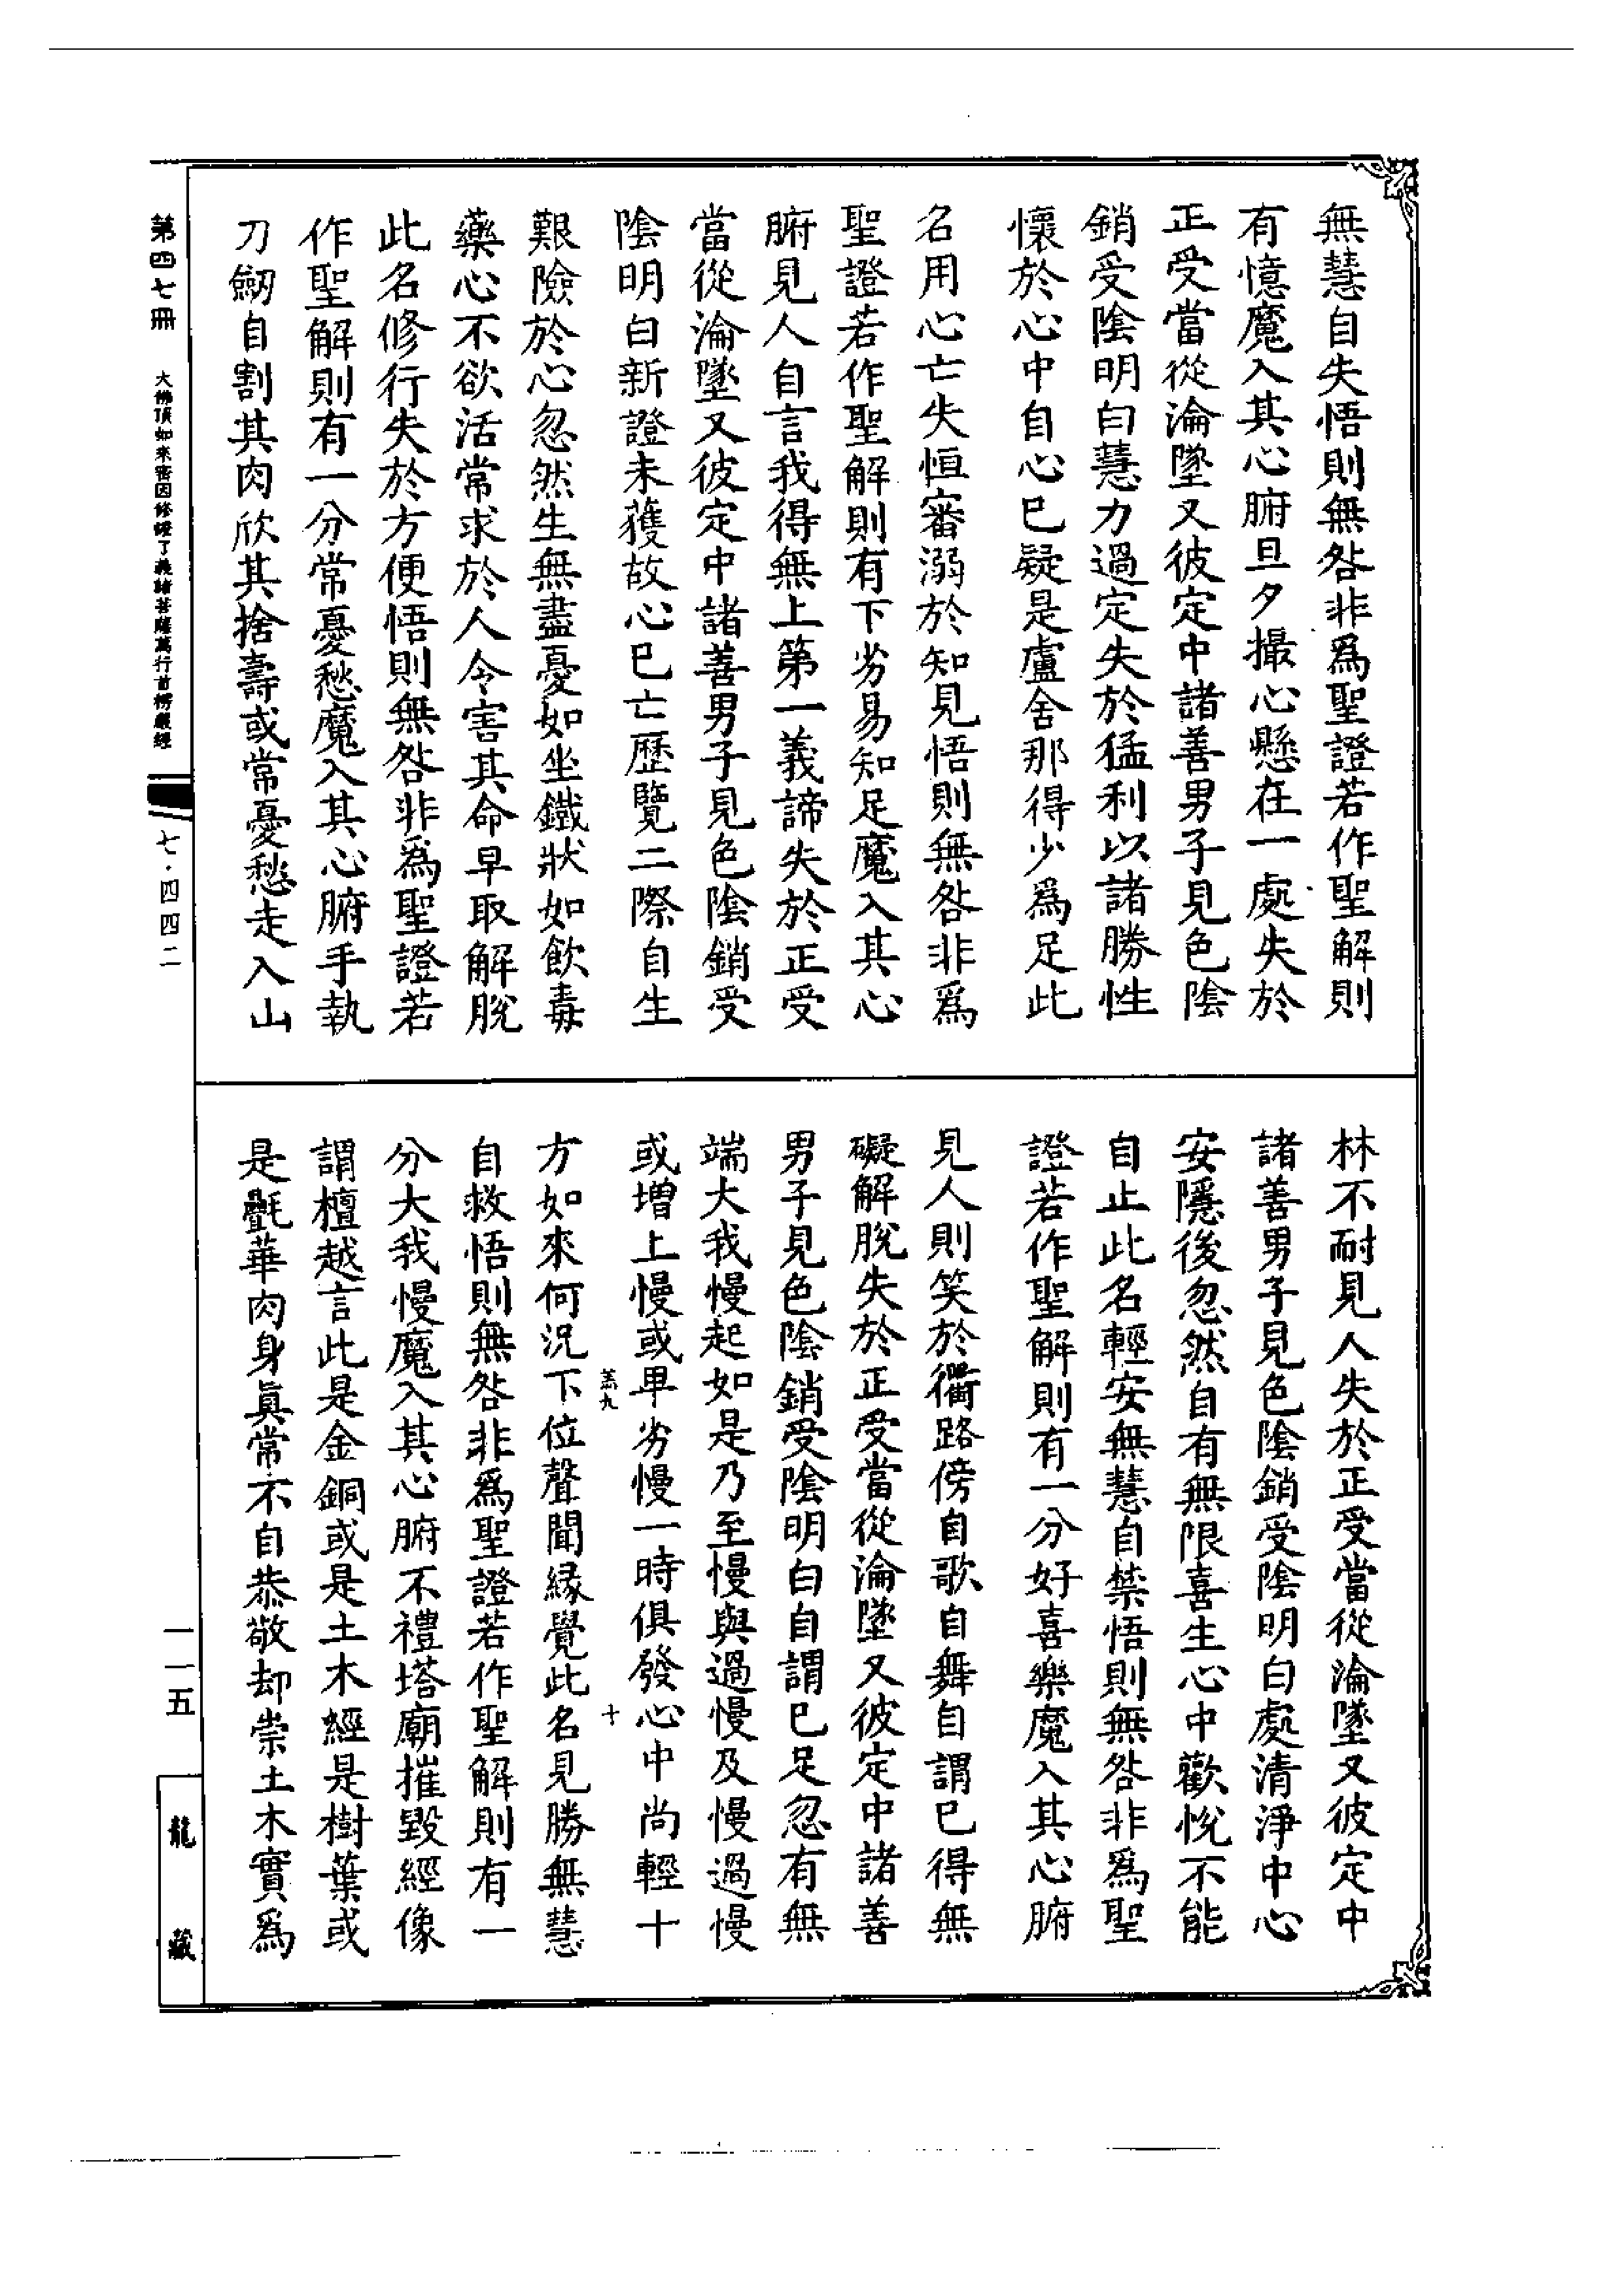 無慧自失悟則無咎非爲聖證若作聖解則
有憶魔入其心腑旦夕撮心懸在一處失於
正受當從淪墜又彼定中諸善男子見色陰
銷受陰明白慧力過定失於猛利以諸勝性
懷於心中自心已疑是盧舍那得少爲足此
名用心亡失恒審溺於知見悟則無咎非爲
聖證若作聖解則有下劣易知足魔入其心
腑見人自言我得無上第一義諦失於正受
當從淪墜又彼定中諸善男子見色陰銷受
陰明白新證未獲故心已亡歷覽二際自生
艱險於心忽然生無盡憂如坐鐵牀如飲毒
藥心不欲活常求於人令害其命早取解脫
此名修行失於方便悟則無咎非爲聖證若
作聖解則有一分常憂愁魔入其心腑手執
刀劒自割其肉欣其捨壽或常憂愁走入山
林不耐見人失於正受當從淪墜又彼定中
諸善男子見色陰銷受陰明白處清淨中心
安隱後忽然自有無限喜生心中歡悅不能
自止此名輕安無慧自禁悟則無咎非爲聖
證若作聖解則有一分好喜樂魔入其心腑
見人則笑於衢路傍自歌自舞自謂已得無
礙解脫失於正受當從淪墜又彼定中諸善
男子見色陰銷受陰明白自謂已足忽有無
端大我慢起如是乃至慢與過慢及慢過慢
或增上慢或卑劣慢一時俱發心中尚輕十
方如來何況下位聲聞緣覺此名見勝無慧
自救悟則無咎非爲聖證若作聖解則有一
分大我慢魔入其心腑不禮塔廟摧毀經像
謂檀越言此是金銅或是土木經是樹葉或
是㲲華肉身眞常不自恭敬却崇土木實爲
羔九
十
第四七冊
大佛頂如來密因修證了義諸菩薩萬行首楞嚴經
七·四四二
一一五
龍藏